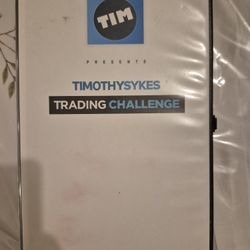 TIM
PRESENTS
TIMOTHYSYKES
TRADING CHALLENGE